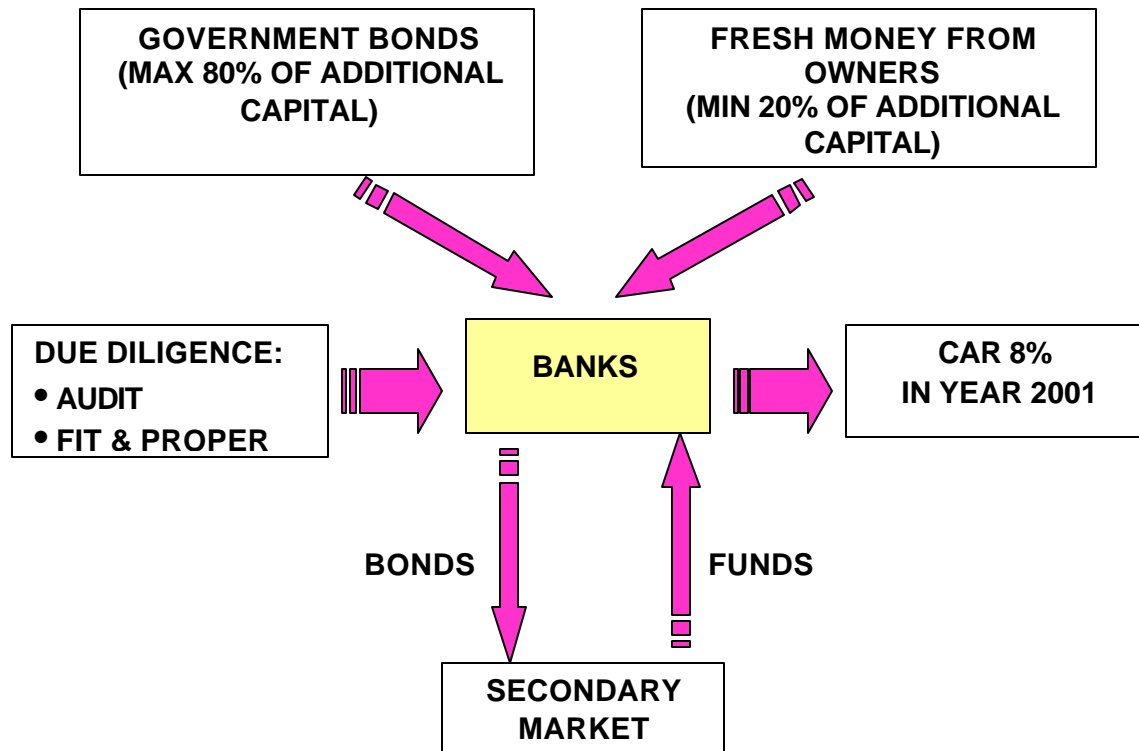 GOVERNMENT BONDS
(MAX 80% OF ADDITIONAL
CAPITAL)
FRESH MONEY FROM
OWNERS
(MIN 20% OF ADDITIONAL
CAPITAL)
DUE DILIGENCE:
• AUDIT
• FIT & PROPER
BANKS
CAR 8%
IN YEAR 2001
BONDS
FUNDS
SECONDARY
MARKET